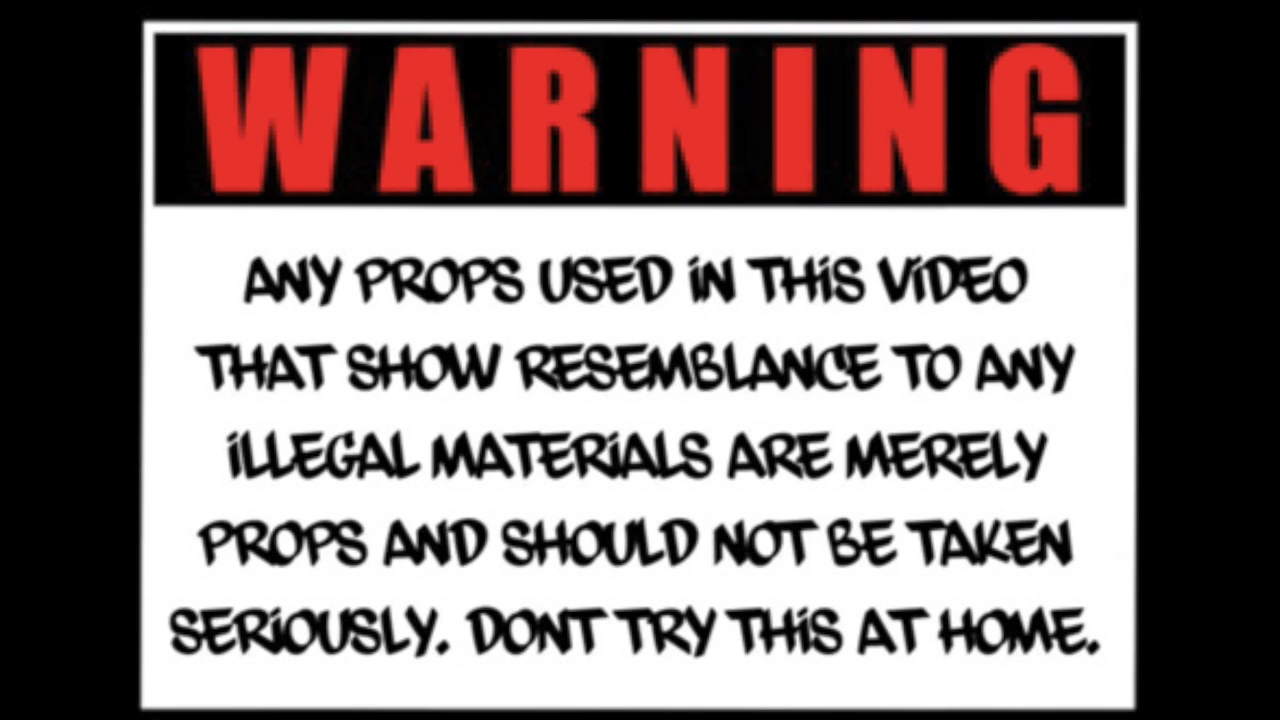 WARNING
ANY PROPS USED iN THiS ViDEO
THAT SHOW RESEMBLANCE TO ANY
iLLEGAL MATERiALS ARE MERELY
PROPS AND SHOULD NOT BE TAKEN
SERiOUSLY. DONT TRY THiS AT HOME.